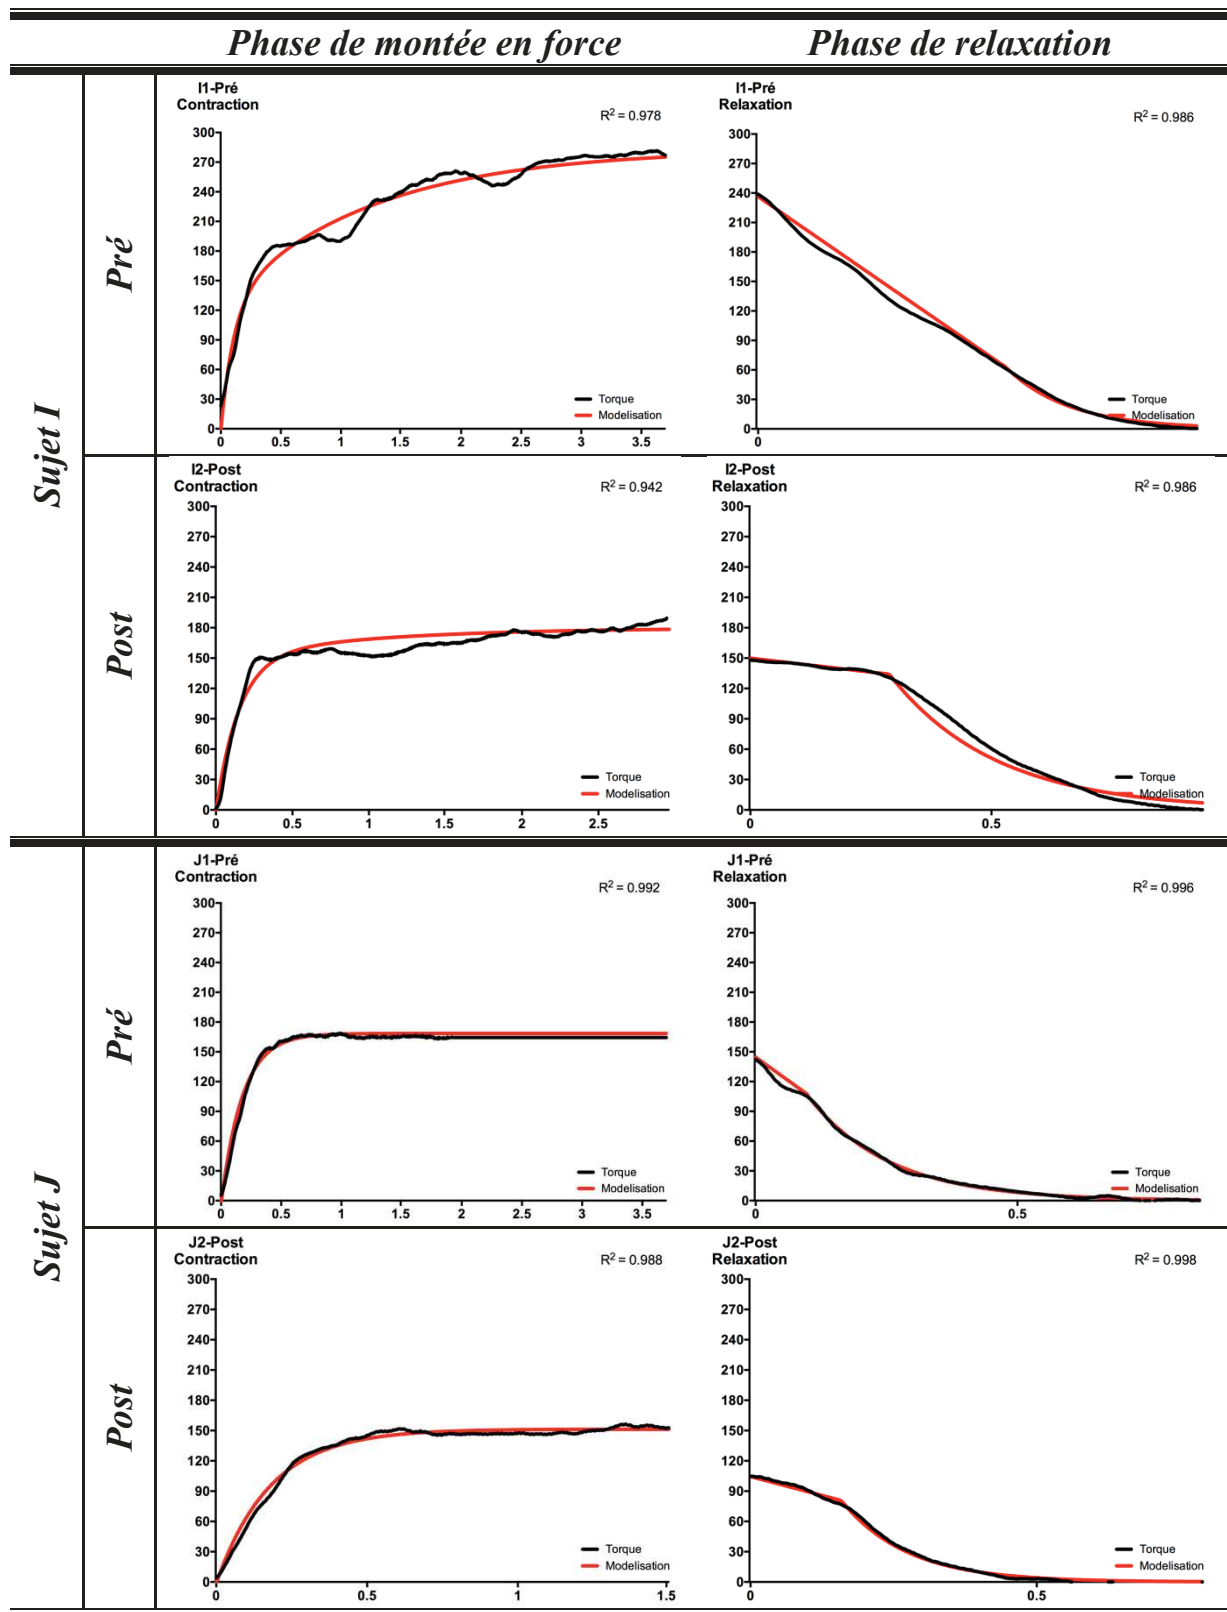 Phase de montée en force
Phase de relaxation
Sujet I
Pré
I1-Pré
Contraction
R² = 0.978
300
270
240
210
180
150
120
90
60
30
0
0 0.5 1 1.5 2 2.5 3 3.5
Torque
Modelisation
I1-Pré
Relaxation
R² = 0.986
300
270
240
210
180
150
120
90
60
30
0
0
Torque
Modelisation
Post
I2-Post
Contraction
R² = 0.942
300
270
240
210
180
150
120
90
60
30
0
0 0.5 1 1.5 2 2.5
Torque
Modelisation
I2-Post
Relaxation
R² = 0.986
300
270
240
210
180
150
120
90
60
30
0
0 0.5
Torque
Modelisation
Sujet J
Pré
J1-Pré
Contraction
R² = 0.992
300
270
240
210
180
150
120
90
60
30
0
0 0.5 1 1.5 2 2.5 3 3.5
Torque
Modelisation
J1-Pré
Relaxation
R² = 0.996
300
270
240
210
180
150
120
90
60
30
0
0 0.5
Torque
Modelisation
Post
J2-Post
Contraction
R² = 0.988
300
270
240
210
180
150
120
90
60
30
0
0 0.5 1 1.5
Torque
Modelisation
J2-Post
Relaxation
R² = 0.998
300
270
240
210
180
150
120
90
60
30
0
0 0.5
Torque
Modelisation